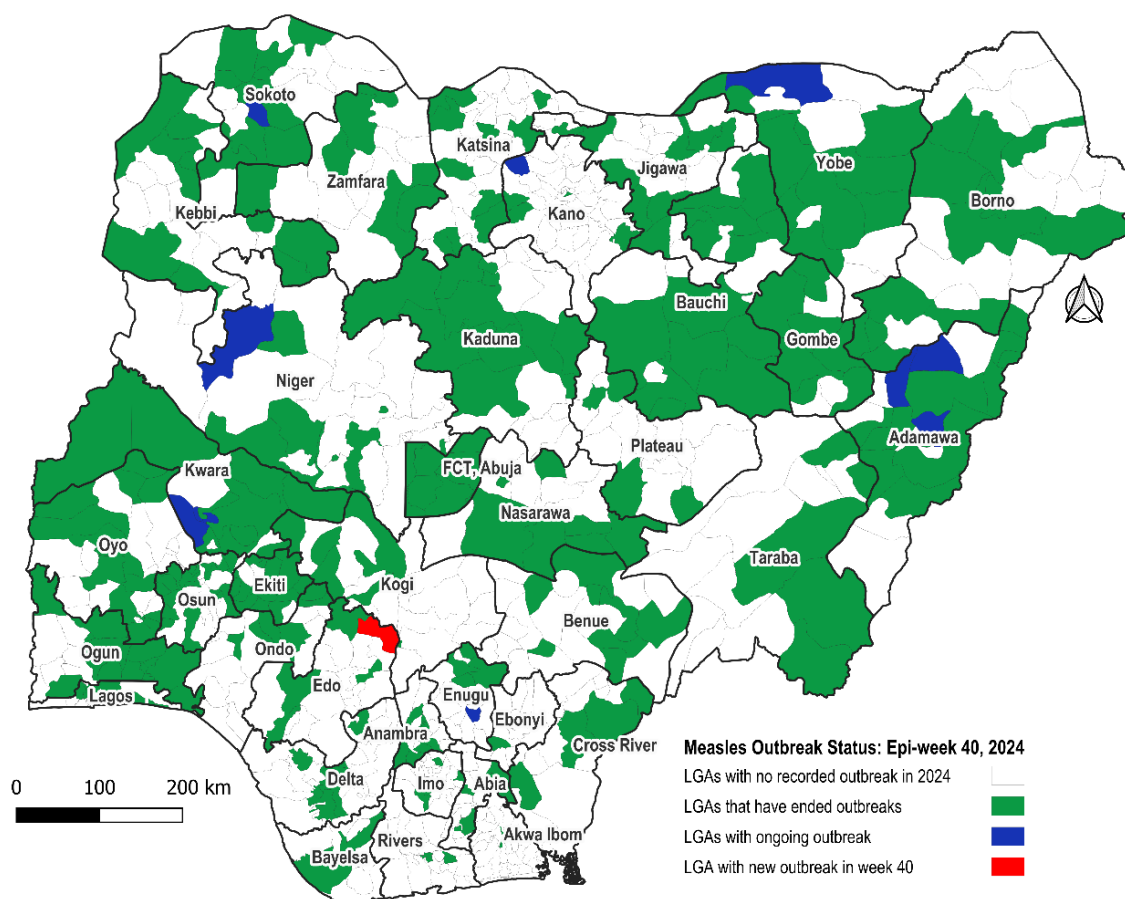 Sokoto
Katsina
Zamfara
Jigawa
Yobe
Kebbi
Kano
Borno
Bauchi
Kaduna
Gombe
Niger
Adamawa
Plateau
Kwara
FCT, Abuja
Nasarawa
Oyo
Taraba
Ekiti
Kogi
Osun
Benue
Ogun
Ondo
Edo
Lagos
Enugu
Ebonyi
Anambra
Cross River
Delta
Imo
Abia
Akwa Ibom
Rivers
Bayelsa
0 100 200 km
Measles Outbreak Status: Epi-week 40, 2024
LGAs with no recorded outbreak in 2024
LGAs that have ended outbreaks
LGAs with ongoing outbreak
LGA with new outbreak in week 40